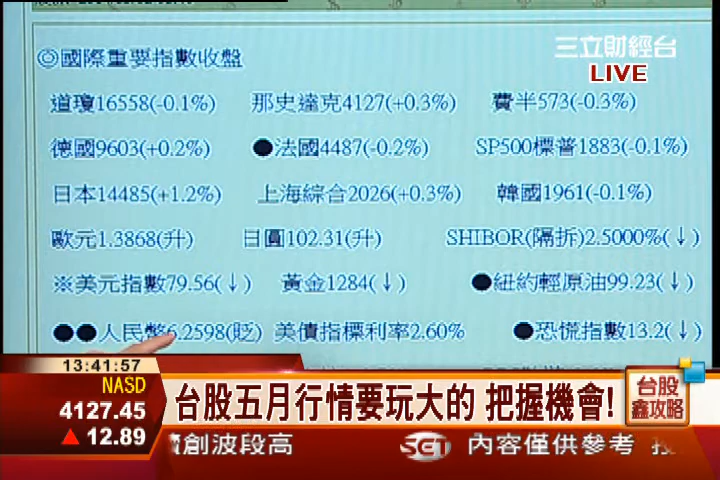 ◎國際重要指數收盤
三立財經台
LIVE
道瓊16558(-0.1%) 那史達克4127(+0.3%) 費半573(-0.3%)
德國9603(+0.2%) ●法國4487(-0.2%) SP500標普1883(-0.1%)
日本14485(+1.2%) 上海綜合2026(+0.3%) 韓國1961(-0.1%)
歐元1.3868(升) 日圓102.31(升) SHIBOR(隔拆)2.5000%(↓)
※美元指數79.56(↓) 黃金1284(↓) ●紐約輕原油99.23(↓)
●●人民幣6.2598(貶) 美債指標利率2.60% ●恐慌指數13.2(↓)
13:41:57
NASD
4127.45
▲12.89
台股五月行情要玩大的 把握機會!
台股
鑫攻略
創波段高 SET 內容僅供參考